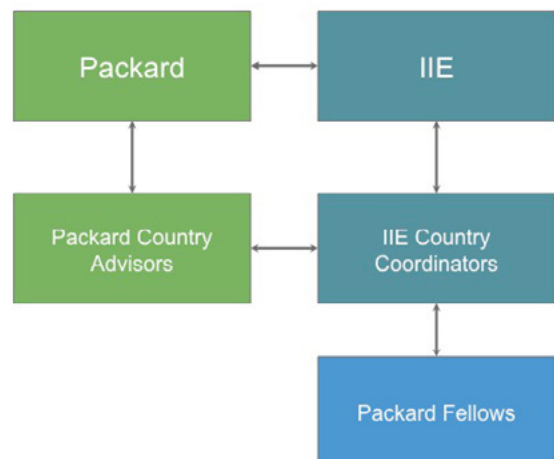 Packard
IIE
Packard Country
Advisors
IIE Country
Coordinators
Packard Fellows